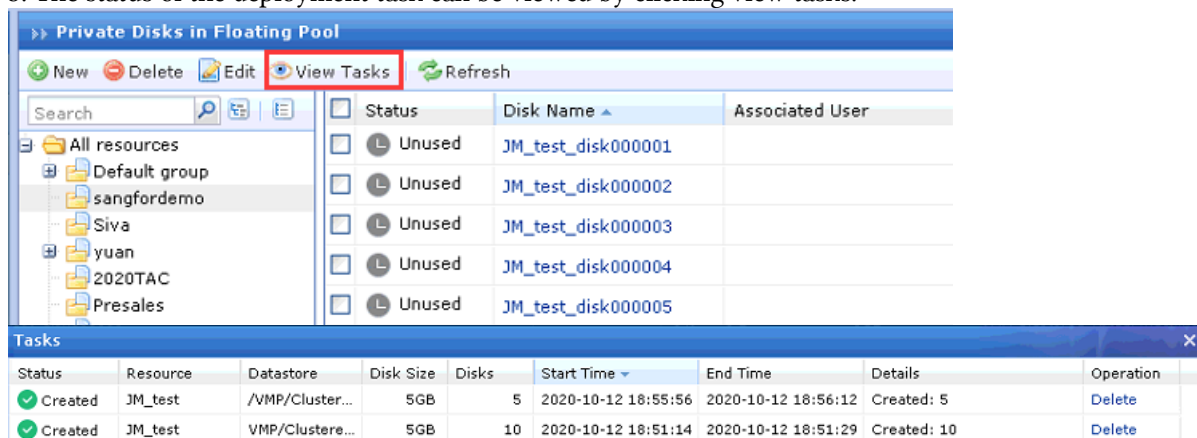 >> Private Disks in Floating Pool
New Delete Edit View Tasks Refresh
Search Status Disk Name Associated User
All resources Unused JM_test_disk000001
Default group Unused JM_test_disk000002
sangfordemo
Siva Unused JM_test_disk000003
yuan Unused JM_test_disk000004
2020TAC
Presales Unused JM_test_disk000005
Tasks
Status Resource Datastore Disk Size Disks Start Time End Time Details Operation
Created JM_test /VMP/Cluster... 5GB 5 2020-10-12 18:55:56 2020-10-12 18:56:12 Created: 5 Delete
Created JM_test VMP/Clustere... 5GB 10 2020-10-12 18:51:14 2020-10-12 18:51:29 Created: 10 Delete